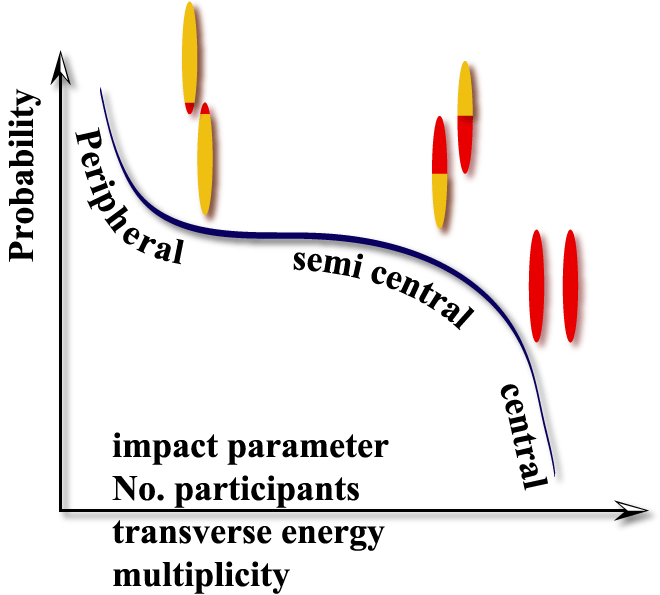 Probability
Peripheral
semi central
central
impact parameter
No. participants
transverse energy
multiplicity